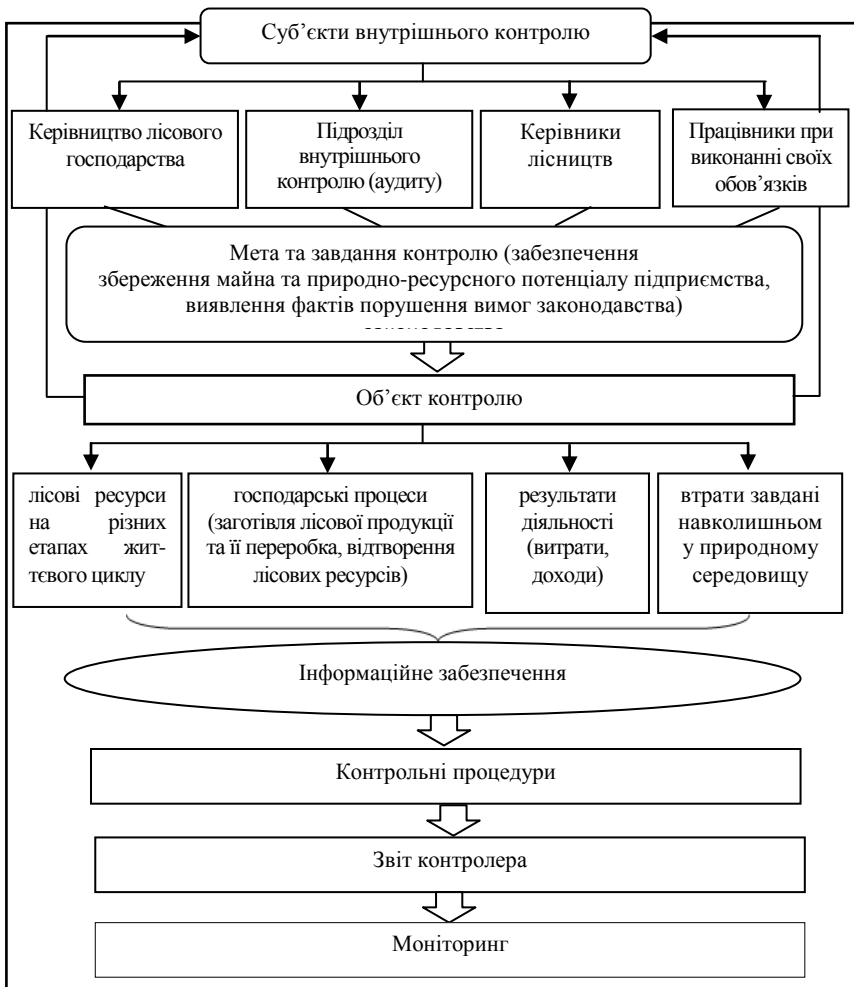 Суб’єкти внутрішнього контролю
Керівництво лісового
господарства
Підрозділ
внутрішнього
контролю (аудиту)
Керівники
лісництв
Працівники при
виконанні своїх
обов’язків
Мета та завдання контролю (забезпечення
збереження майна та природно-ресурсного потенціалу підприємства,
виявлення фактів порушення вимог законодавства)
Об’єкт контролю
лісові ресурси
на різних
етапах жит-
тєвого циклу
господарські процеси
(заготівля лісової продукції
та її переробка, відтворення
лісових ресурсів)
результати
діяльності
(витрати,
доходи)
втрати завдані
навколишньом
у природному
середовищу
Інформаційне забезпечення
Контрольні процедури
Звіт контролера
Моніторинг